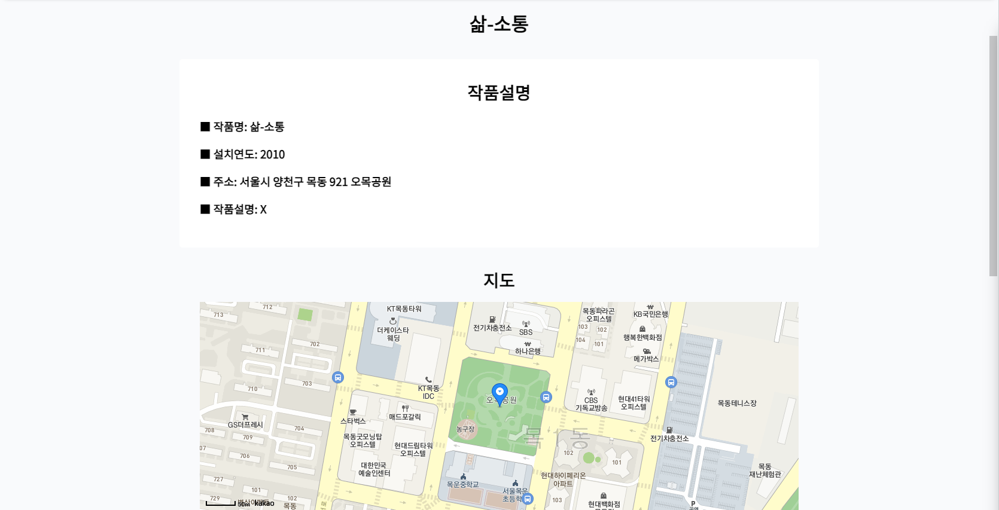 삶-소통
작품설명
■ 작품명: 삶-소통
■ 설치연도: 2010
■ 주소: 서울시 양천구 목동 921 오목공원
■ 작품설명: X
지도
712
713
KT목동타워
더케이스타
웨딩
전기차충전소
SBS
하나은행
목동파라곤
오피스텔
103
102
104
101
KB국민은행
행복한백화점
메가박스
711
702
703
710
KT목동
IDC
오목공원
CBS
기독교방송
현대41타워
오피스텔
목동테니스장
GS더프레시
스타벅스
매드포갈릭
농구장
목동
전기차충전소
708
709
704
07
706
705
목동굿모닝탑
오피스텔
현대드림타워
오피스텔
대한민국
예술인센터
102
101
현대하이페리온
아파트
목동
재난체험관
727
729
101
102
목동
목운중학교
서울목운
초등학
103
현대백화점
P
50m
kakao